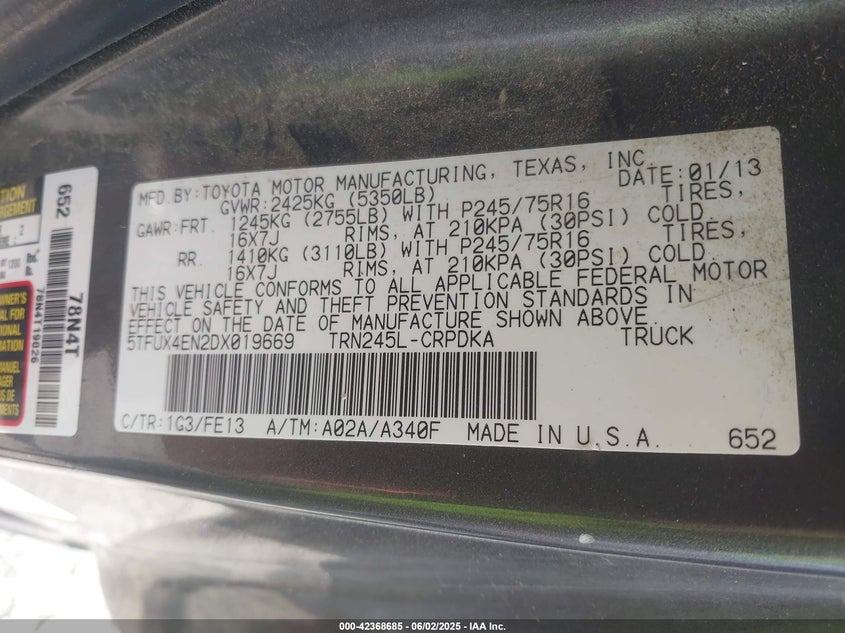 MFD.BY:TOYOTA MOTOR MANUFACTURING, TEXAS, INC.
DATE:01/13
GVWR:2425KG (5350LB)
GAWR:FRT. 1245KG (2755LB) WITH P245/75R16 TIRES,
16X7J RIMS, AT 210KPA (30PSI) COLD.
RR. 1410KG (3110LB) WITH P245/75R16 TIRES,
16X7J RIMS, AT 210KPA (30PSI) COLD.
THIS VEHICLE CONFORMS TO ALL APPLICABLE FEDERAL MOTOR
VEHICLE SAFETY AND THEFT PREVENTION STANDARDS IN
EFFECT ON THE DATE OF MANUFACTURE SHOWN ABOVE.
5TFUX4EN2DX019669 TRN245L-CRPDKA TRUCK
C/TR:1G3/FE13 A/TM:A02A/A340F MADE IN U.S.A. 652
652
78N4T
78N4T19026
000-42368685 - 06/02/2025 - IAA Inc.